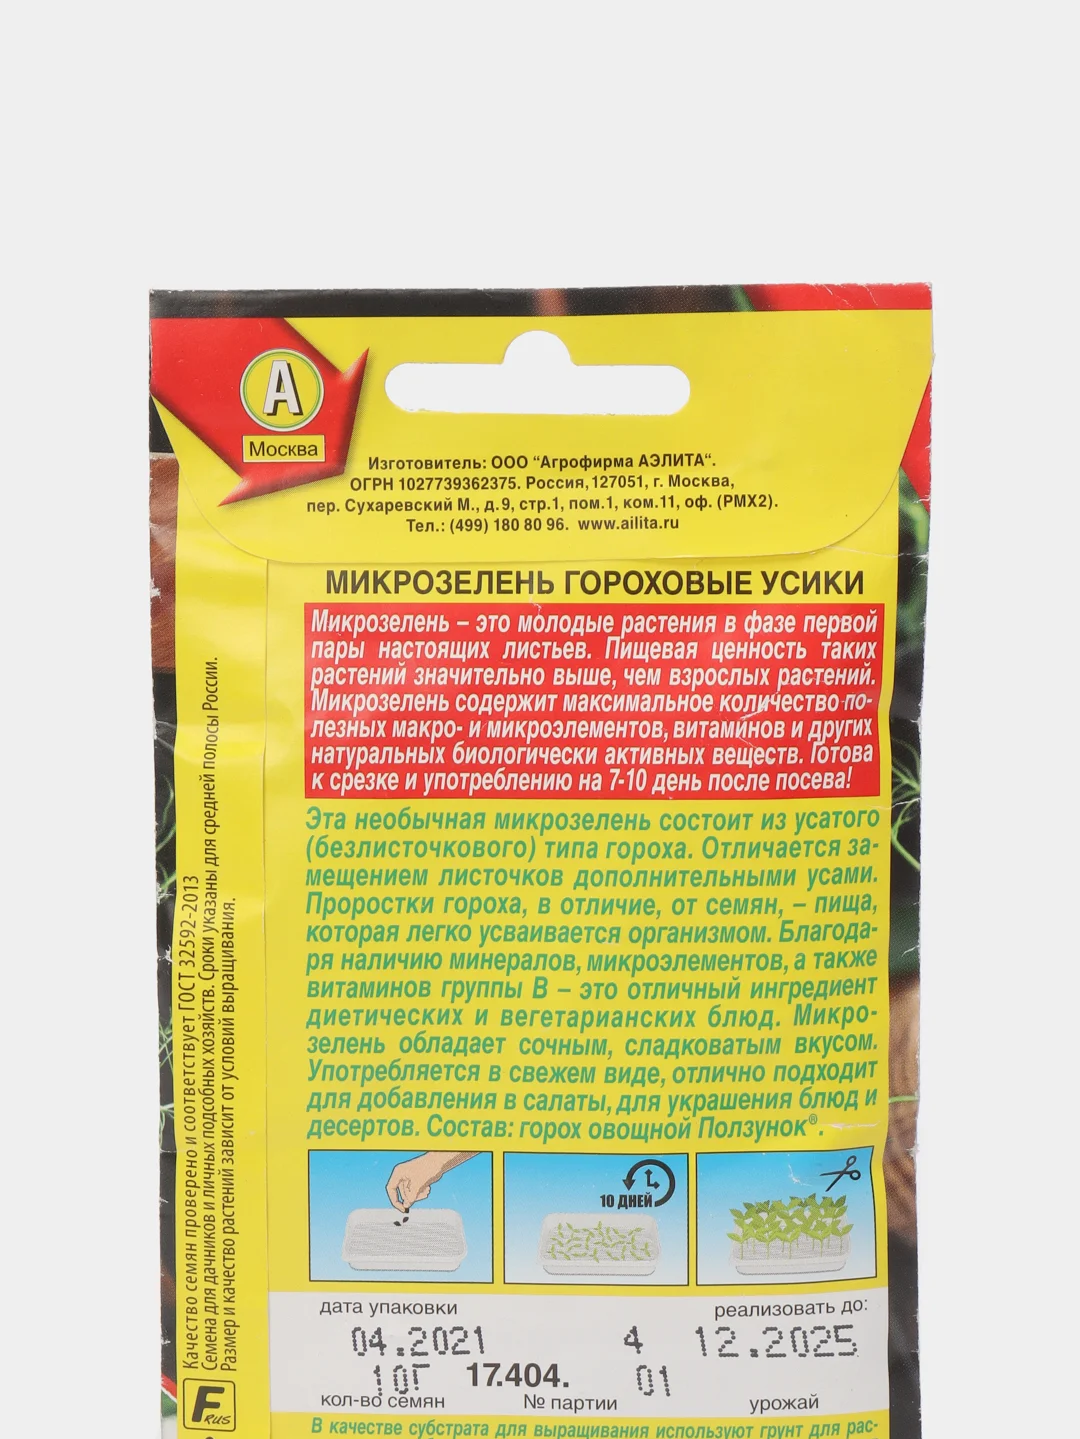 А
Москва
Изготовитель: ООО “Агрофирма АЭЛИТА“.
ОГРН 1027739362375. Россия, 127051, г. Москва,
пер. Сухаревский М., д.9, стр.1, пом.1, ком.11, оф. (РМХ2).
Тел.: (499) 180 80 96. www.ailita.ru
МИКРОЗЕЛЕНЬ ГОРОХОВЫЕ УСИКИ
Микрозелень – это молодые растения в фазе первой
пары настоящих листьев. Пищевая ценность таких
растений значительно выше, чем взрослых растений.
Микрозелень содержит максимальное количество по-
лезных макро- и микроэлементов, витаминов и других
натуральных биологически активных веществ. Готова
к срезке и употреблению на 7-10 день после посева!
Эта необычная микрозелень состоит из усатого
(безлисточкового) типа гороха. Отличается за-
мещением листочков дополнительными усами.
Проростки гороха, в отличие, от семян, – пища,
которая легко усваивается организмом. Благода-
ря наличию минералов, микроэлементов, а также
витаминов группы В – это отличный ингредиент
диетических и вегетарианских блюд. Микро-
зелень обладает сочным, сладковатым вкусом.
Употребляется в свежем виде, отлично подходит
для добавления в салаты, для украшения блюд и
десертов. Состав: горох овощной Ползунок®.
10 ДНЕЙ
дата упаковки
реализовать до:
04.2021
4
12.2025
10Г
17.404.
01
кол-во семян
№ партии
урожай
В качестве субстрата для выращивания используют грунт для рас-
Качество семян проверено и соответствует ГОСТ 32592-2013
Семена для дачников и личных подсобных хозяйств. Сроки указаны для средней полосы России.
Размер и качество растений зависит от условий выращивания.
F RUS